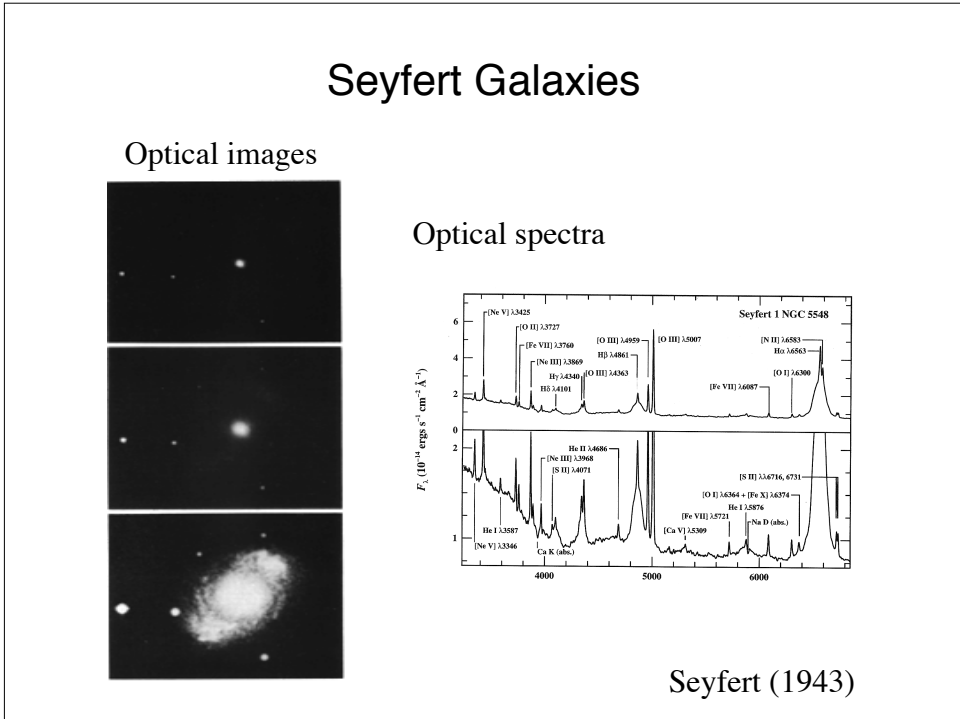 Seyfert Galaxies
Optical images
Optical spectra
Seyfert 1 NGC 5548
[Ne V] λ3425
[O II] λ3727
[Fe VII] λ3760
[Ne III] λ3869
Hγ λ4340
Hδ λ4101
[O III] λ4363
[O III] λ4959
Hβ λ4861
[O III] λ5007
[N II] λ6583
Hα λ6563
[O I] λ6300
[Fe VII] λ6087
6
4
2
0
Fλ (10⁻¹⁴ ergs s⁻¹ cm⁻² Å⁻¹)
2
1
He II λ4686
[Ne III] λ3968
[S II] λ4071
[S II] λλ6716, 6731
[O I] λ6364 + [Fe X] λ6374
He I λ5876
[Fe VII] λ5721
Na D (abs.)
[Ca V] λ5309
He I λ3587
[Ne V] λ3346
Ca K (abs.)
4000
5000
6000
Seyfert (1943)